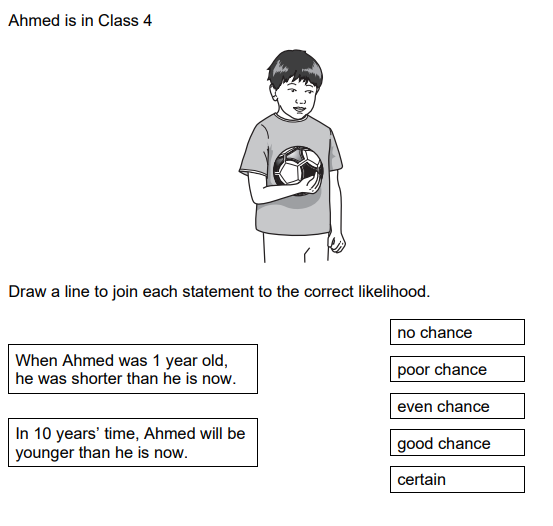 Ahmed is in Class 4
Draw a line to join each statement to the correct likelihood.
When Ahmed was 1 year old,
he was shorter than he is now.
In 10 years’ time, Ahmed will be
younger than he is now.
no chance
poor chance
even chance
good chance
certain